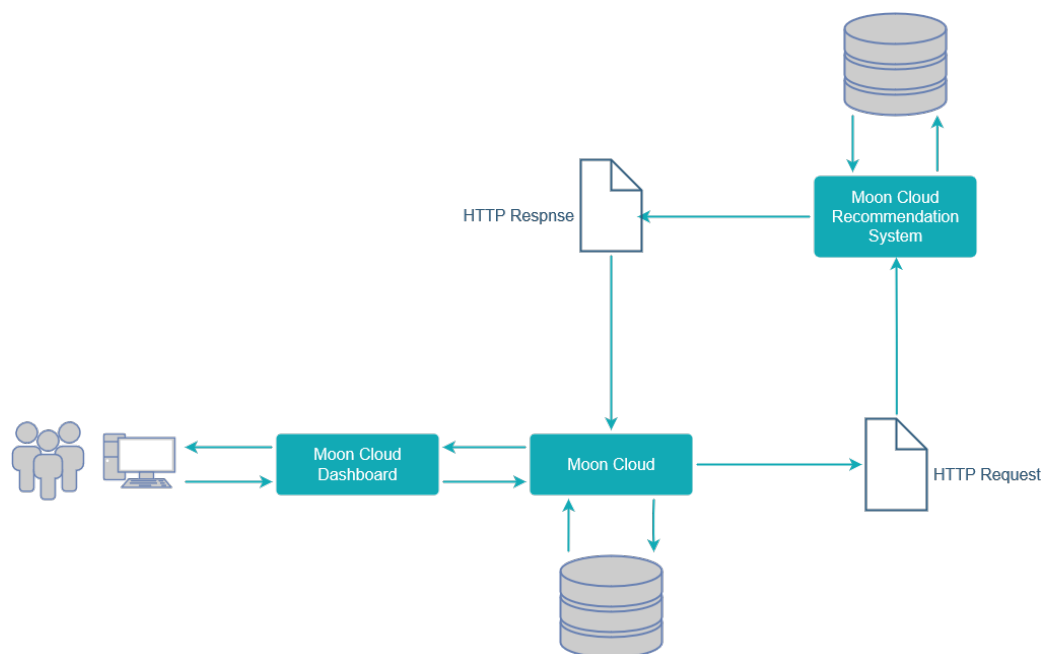 Moon Cloud
Recommendation
System
HTTP Respnse
Moon Cloud
Dashboard
Moon Cloud
HTTP Request